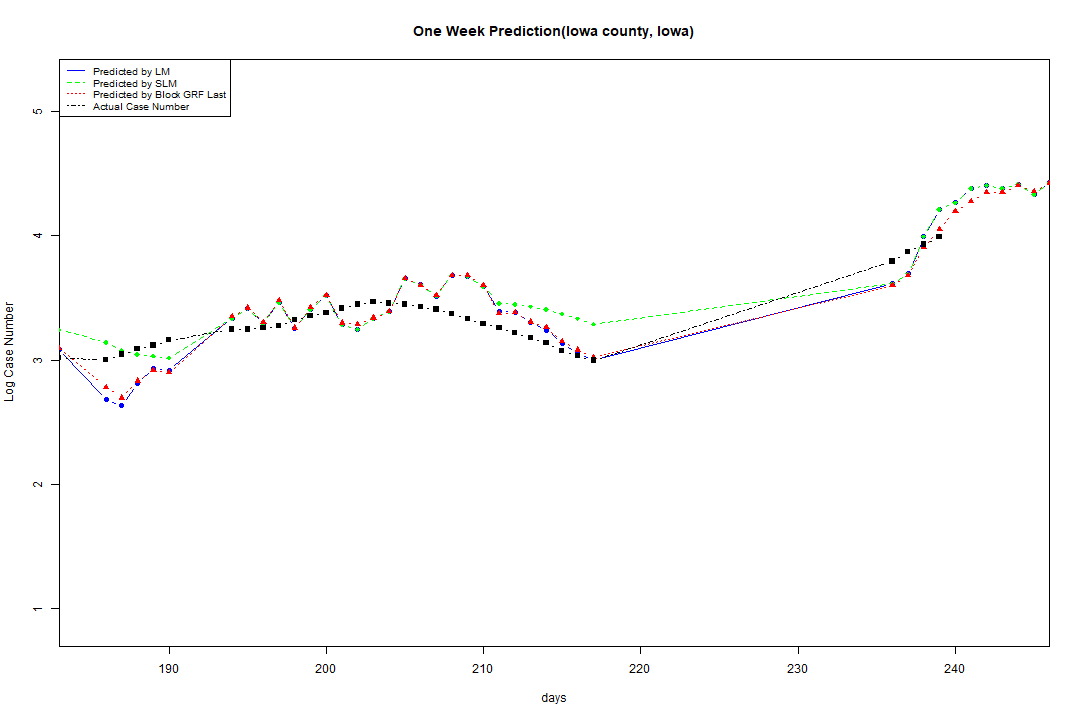 One Week Prediction(Iowa county, Iowa)
Predicted by LM
Predicted by SLM
Predicted by Block GRF Last
Actual Case Number
5
4
3
2
1
Log Case Number
190 200 210 220 230 240
days